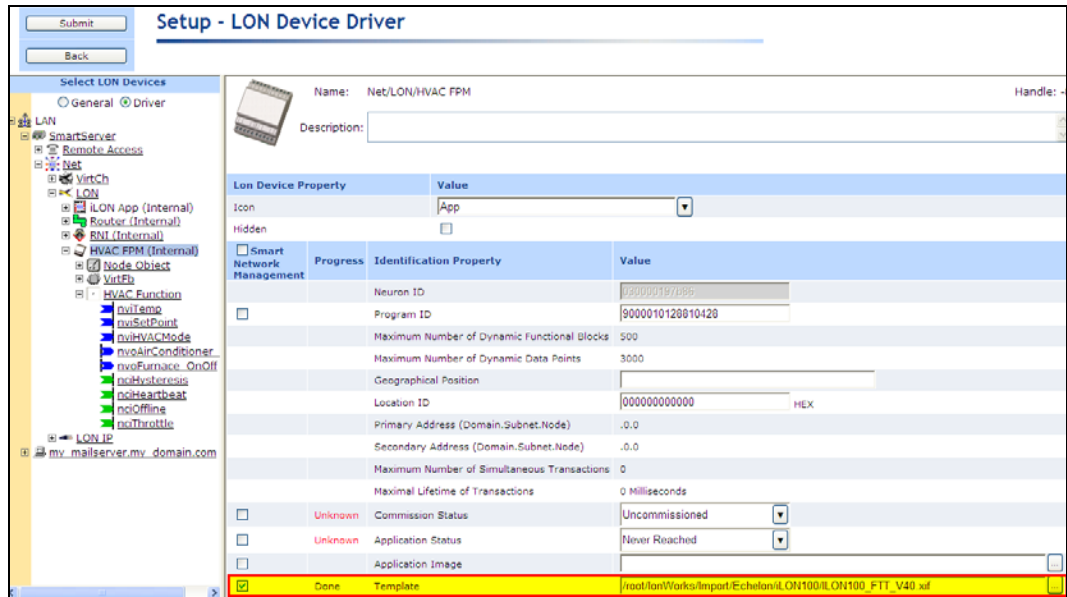 Submit
Setup - LON Device Driver
Back
Select LON Devices
General Driver
LAN
SmartServer
Remote Access
Net
VirtCh
LON
iLON App (Internal)
Router (Internal)
RNI (Internal)
HVAC FPM (Internal)
Node Object
VirtFb
HVAC Function
nviTemp
nviSetPoint
nviHVACMode
nvoAirConditioner_
nvoFurnace_OnOff
nciHysteresis
nciHeartbeat
nciOffline
nciThrottle
LON IP
my_mailserver.my_domain.com
Name: Net/LON/HVAC FPM
Handle: -
Description:
Lon Device Property Value
Icon App
Hidden
Smart Network Management Progress Identification Property Value
Neuron ID
Program ID 9000010128810428
Maximum Number of Dynamic Functional Blocks 500
Maximum Number of Dynamic Data Points 3000
Geographical Position
Location ID 000000000000 HEX
Primary Address (Domain.Subnet.Node) .0.0
Secondary Address (Domain.Subnet.Node) .0.0
Maximum Number of Simultaneous Transactions 0
Maximal Lifetime of Transactions 0 Milliseconds
Unknown Commission Status Uncommissioned
Unknown Application Status Never Reached
Application Image ...
Done Template /root/lonWorks/Import/Echelon/iLON100/ILON100_FTT_V40.xif ...